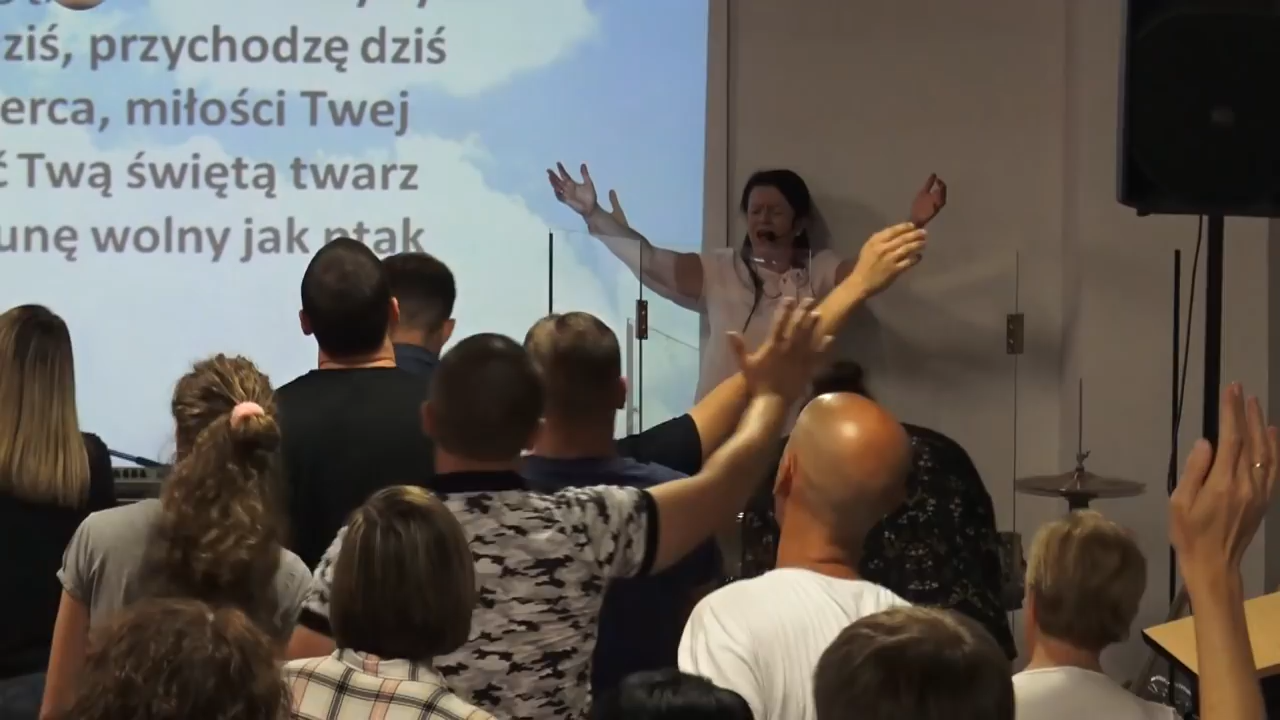 ziś, przychodzę dziś
erca, miłości Twej
ć Twą świętą twarz
unę wolny jak ptak